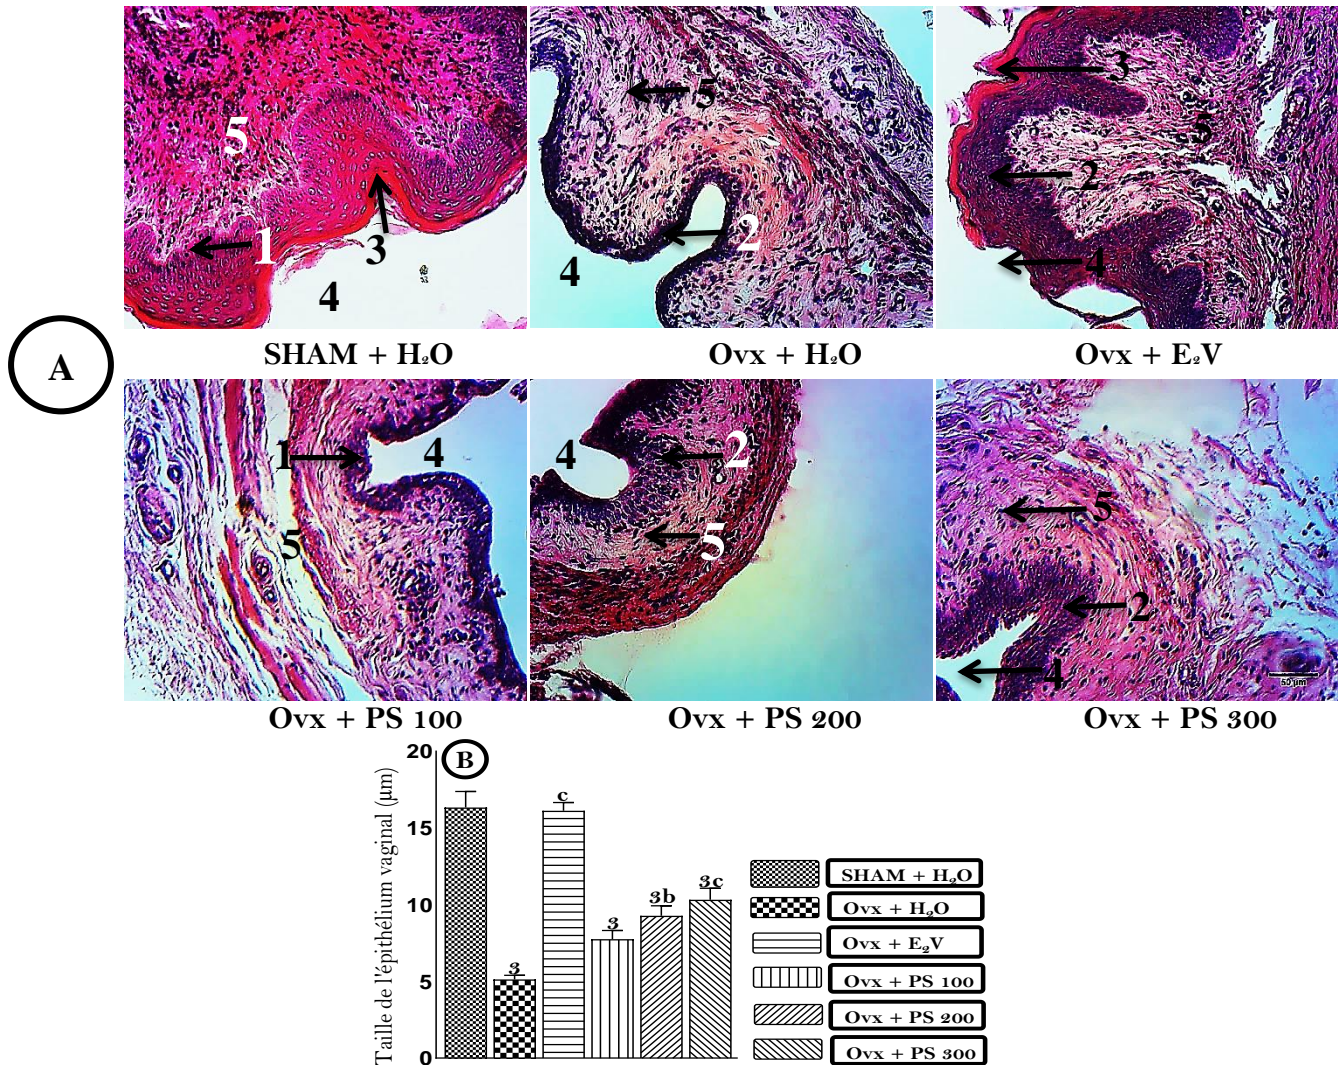 5
1
3
4
5
2
4
3
5
2
4
SHAM + H₂O
Ovx + H₂O
Ovx + E₂V
A
1
4
5
4
2
5
5
2
4
50 µm
Ovx + PS 100
Ovx + PS 200
Ovx + PS 300
B
Taille de l'épithélium vaginal (µm)
20
15
10
5
0
3
c
3
3b
3c
SHAM + H₂O
Ovx + H₂O
Ovx + E₂V
Ovx + PS 100
Ovx + PS 200
Ovx + PS 300